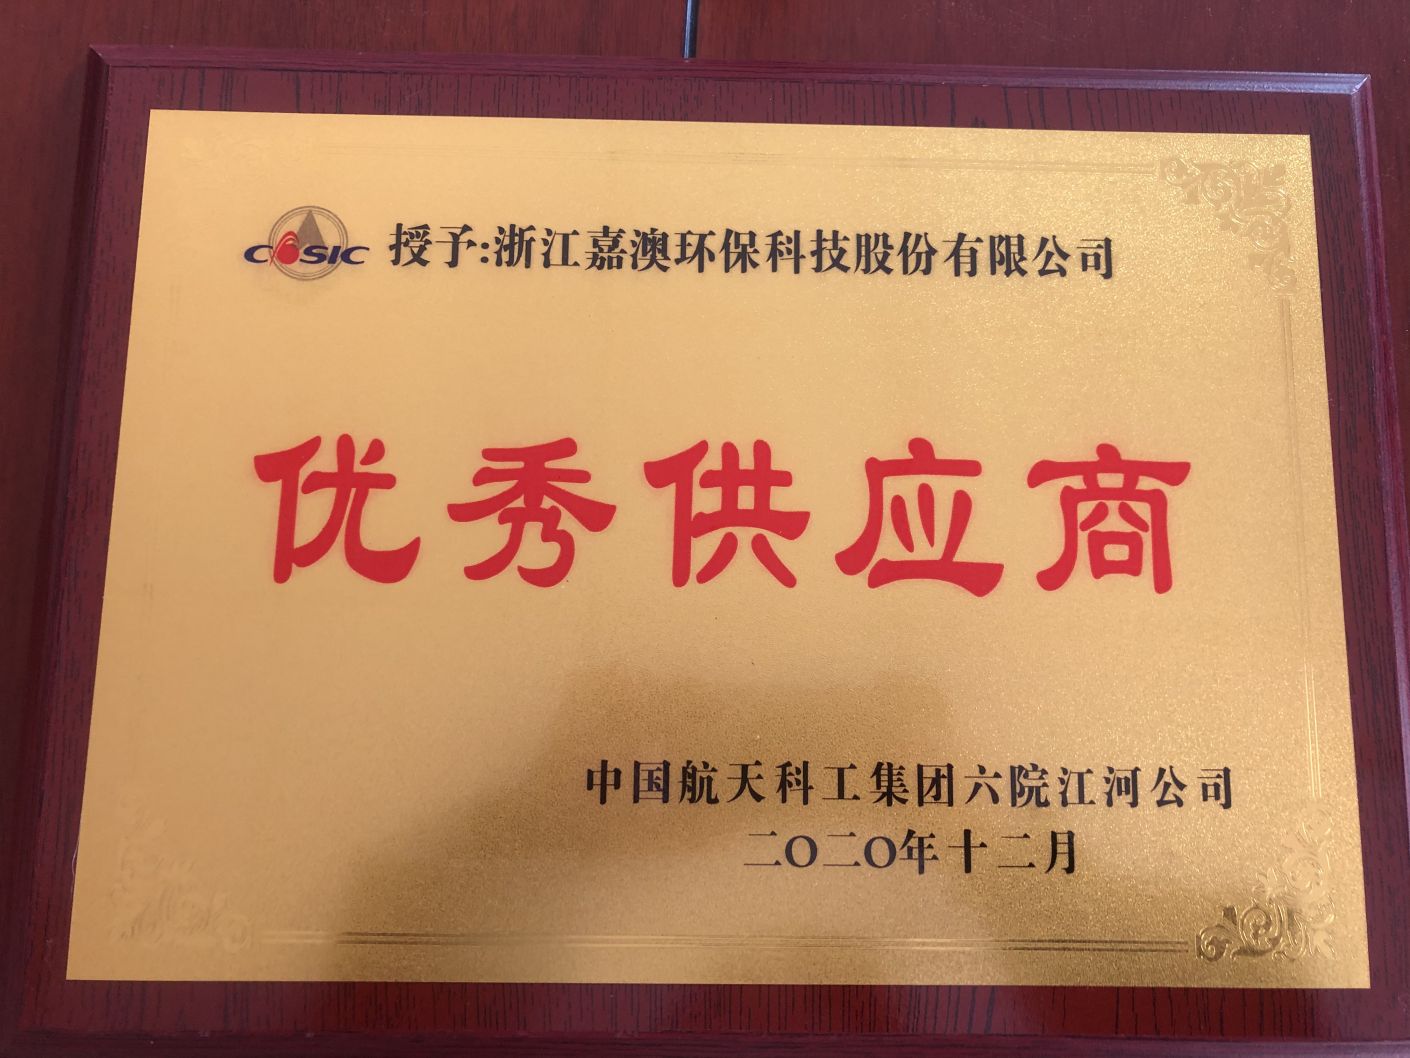 CASIC 授予:浙江嘉澳环保科技股份有限公司
优秀供应商
中国航天科工集团六院江河公司
二〇二〇年十二月